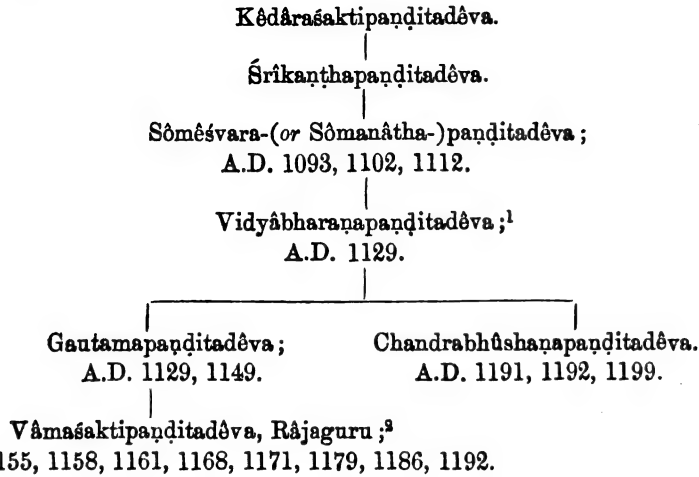 Kêdâraśaktipaṇḍitadêva.
Śrîkaṇṭhapaṇḍitadêva.
Sômêśvara-(or Sômanâtha-)paṇḍitadêva;
A.D. 1093, 1102, 1112.
Vidyâbharaṇapaṇḍitadêva;¹
A.D. 1129.
Gautamapaṇḍitadêva; Chandrabhûshaṇapaṇḍitadêva.
A.D. 1129, 1149. A.D. 1191, 1192, 1199.
Vâmaśaktipaṇḍitadêva, Râjaguru;²
1158, 1161, 1168, 1171, 1179, 1186, 1192.